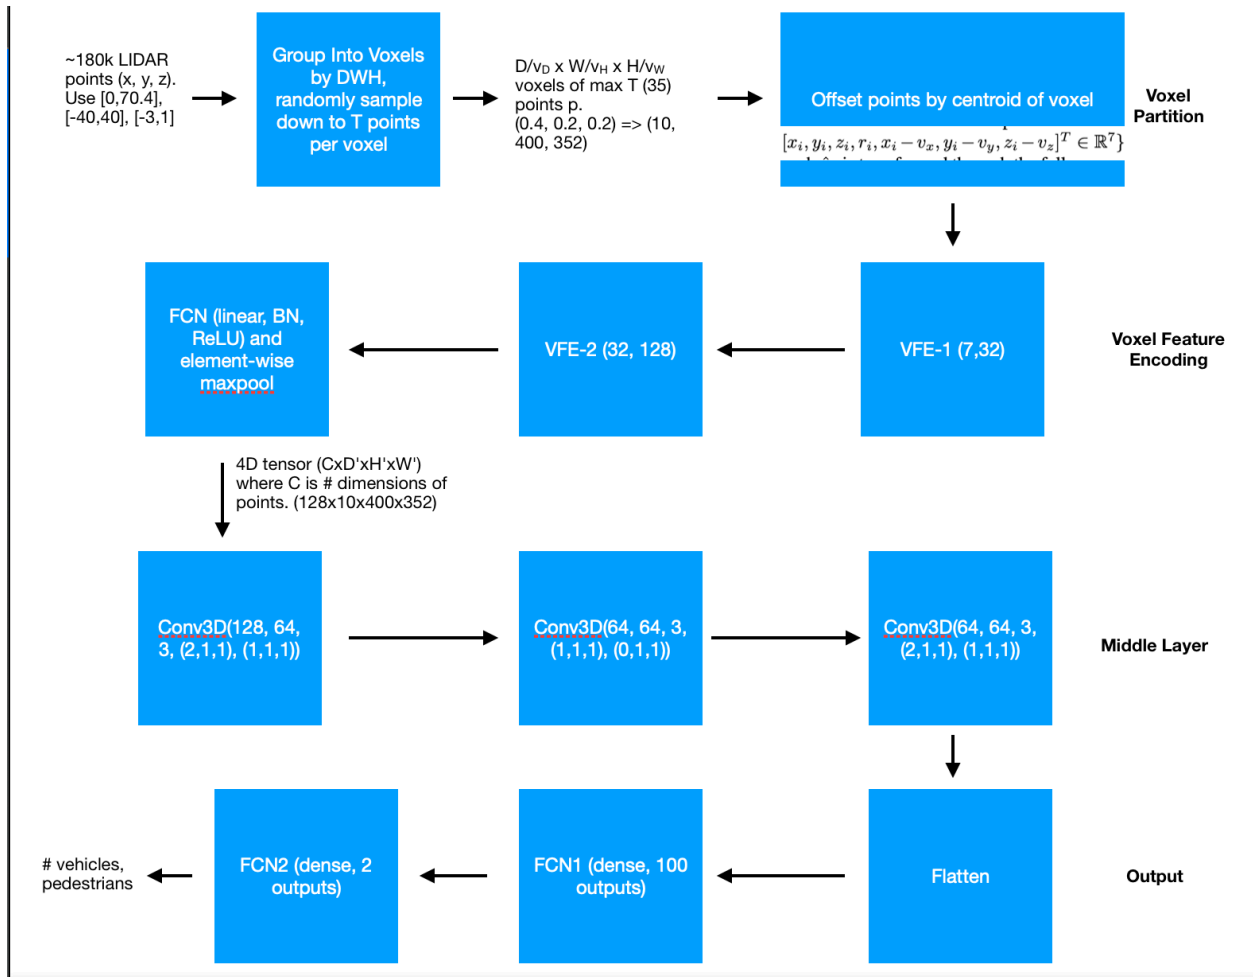 ~180k LIDAR
points (x, y, z).
Use [0,70.4],
[-40,40], [-3,1]
Group Into Voxels
by DWH,
randomly sample
down to T points
per voxel
D/vD x W/vH x H/vW
voxels of max T (35)
points p.
(0.4, 0.2, 0.2) => (10,
400, 352)
Offset points by centroid of voxel
[xᵢ, yᵢ, zᵢ, rᵢ, xᵢ − vₓ, yᵢ − v_y, zᵢ − v_z]ᵀ ∈ ℝ⁷}
Voxel
Partition
FCN (linear, BN,
ReLU) and
element-wise
maxpool
VFE-2 (32, 128)
VFE-1 (7,32)
Voxel Feature
Encoding
4D tensor (CxD'xH'xW')
where C is # dimensions of
points. (128x10x400x352)
Conv3D(128, 64,
3, (2,1,1), (1,1,1))
Conv3D(64, 64, 3,
(1,1,1), (0,1,1))
Conv3D(64, 64, 3,
(2,1,1), (1,1,1))
Middle Layer
# vehicles,
pedestrians
FCN2 (dense, 2
outputs)
FCN1 (dense, 100
outputs)
Flatten
Output